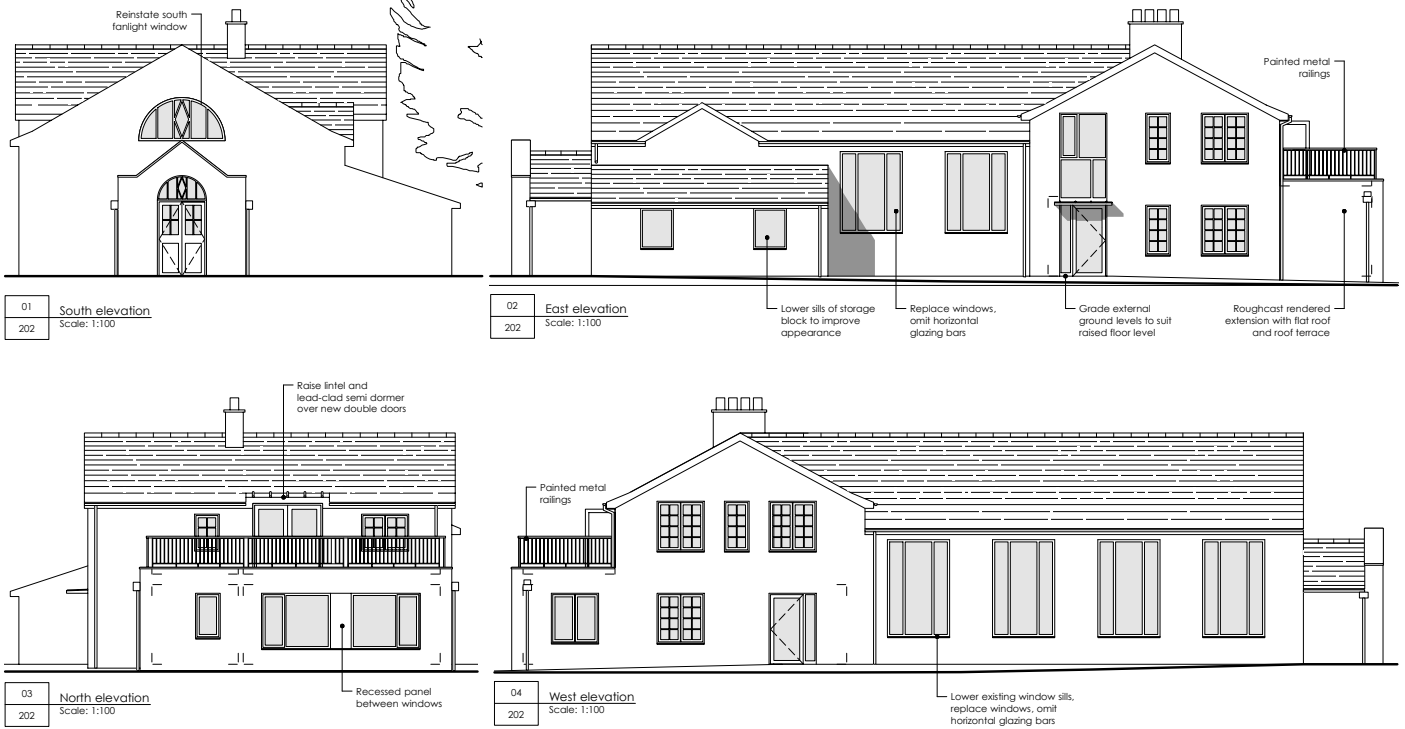 Reinstate south
fanlight window
01
202
South elevation
Scale: 1:100
Painted metal
railings
02
202
East elevation
Scale: 1:100
Lower sills of storage
block to improve
appearance
Replace windows,
omit horizontal
glazing bars
Grade external
ground levels to suit
raised floor level
Roughcast rendered
extension with flat roof
and roof terrace
Raise lintel and
lead-clad semi dormer
over new double doors
03
202
North elevation
Scale: 1:100
Recessed panel
between windows
Painted metal
railings
04
202
West elevation
Scale: 1:100
Lower existing window sills,
replace windows, omit
horizontal glazing bars